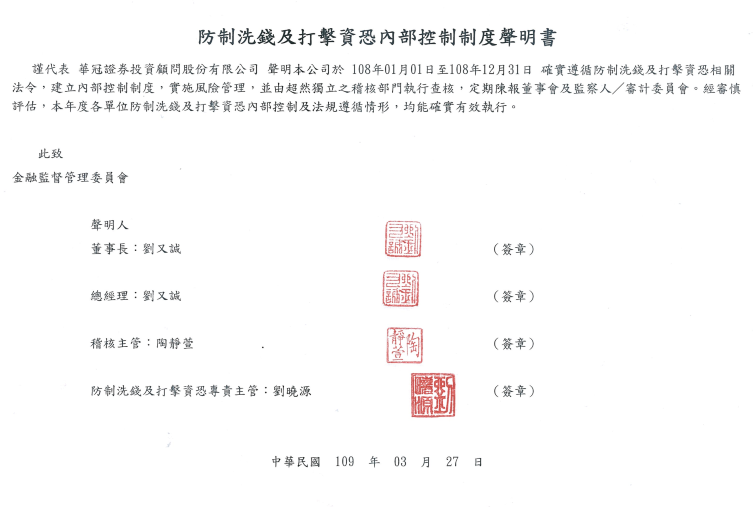 防制洗錢及打擊資恐內部控制制度聲明書
謹代表 華冠證券投資顧問股份有限公司 聲明本公司於 108年01月01日至108年12月31日 確實遵循防制洗錢及打擊資恐相關
法令，建立內部控制制度，實施風險管理，並由超然獨立之稽核部門執行查核，定期陳報董事會及監察人／審計委員會。經審慎
評估，本年度各單位防制洗錢及打擊資恐內部控制及法規遵循情形，均能確實有效執行。
此致
金融監督管理委員會
聲明人
董事長：劉又誠 （簽章）
總經理：劉又誠 （簽章）
稽核主管：陶靜萱 陶靜萱 （簽章）
防制洗錢及打擊資恐專責主管：劉曉源 （簽章）
中華民國 109 年 03 月 27 日